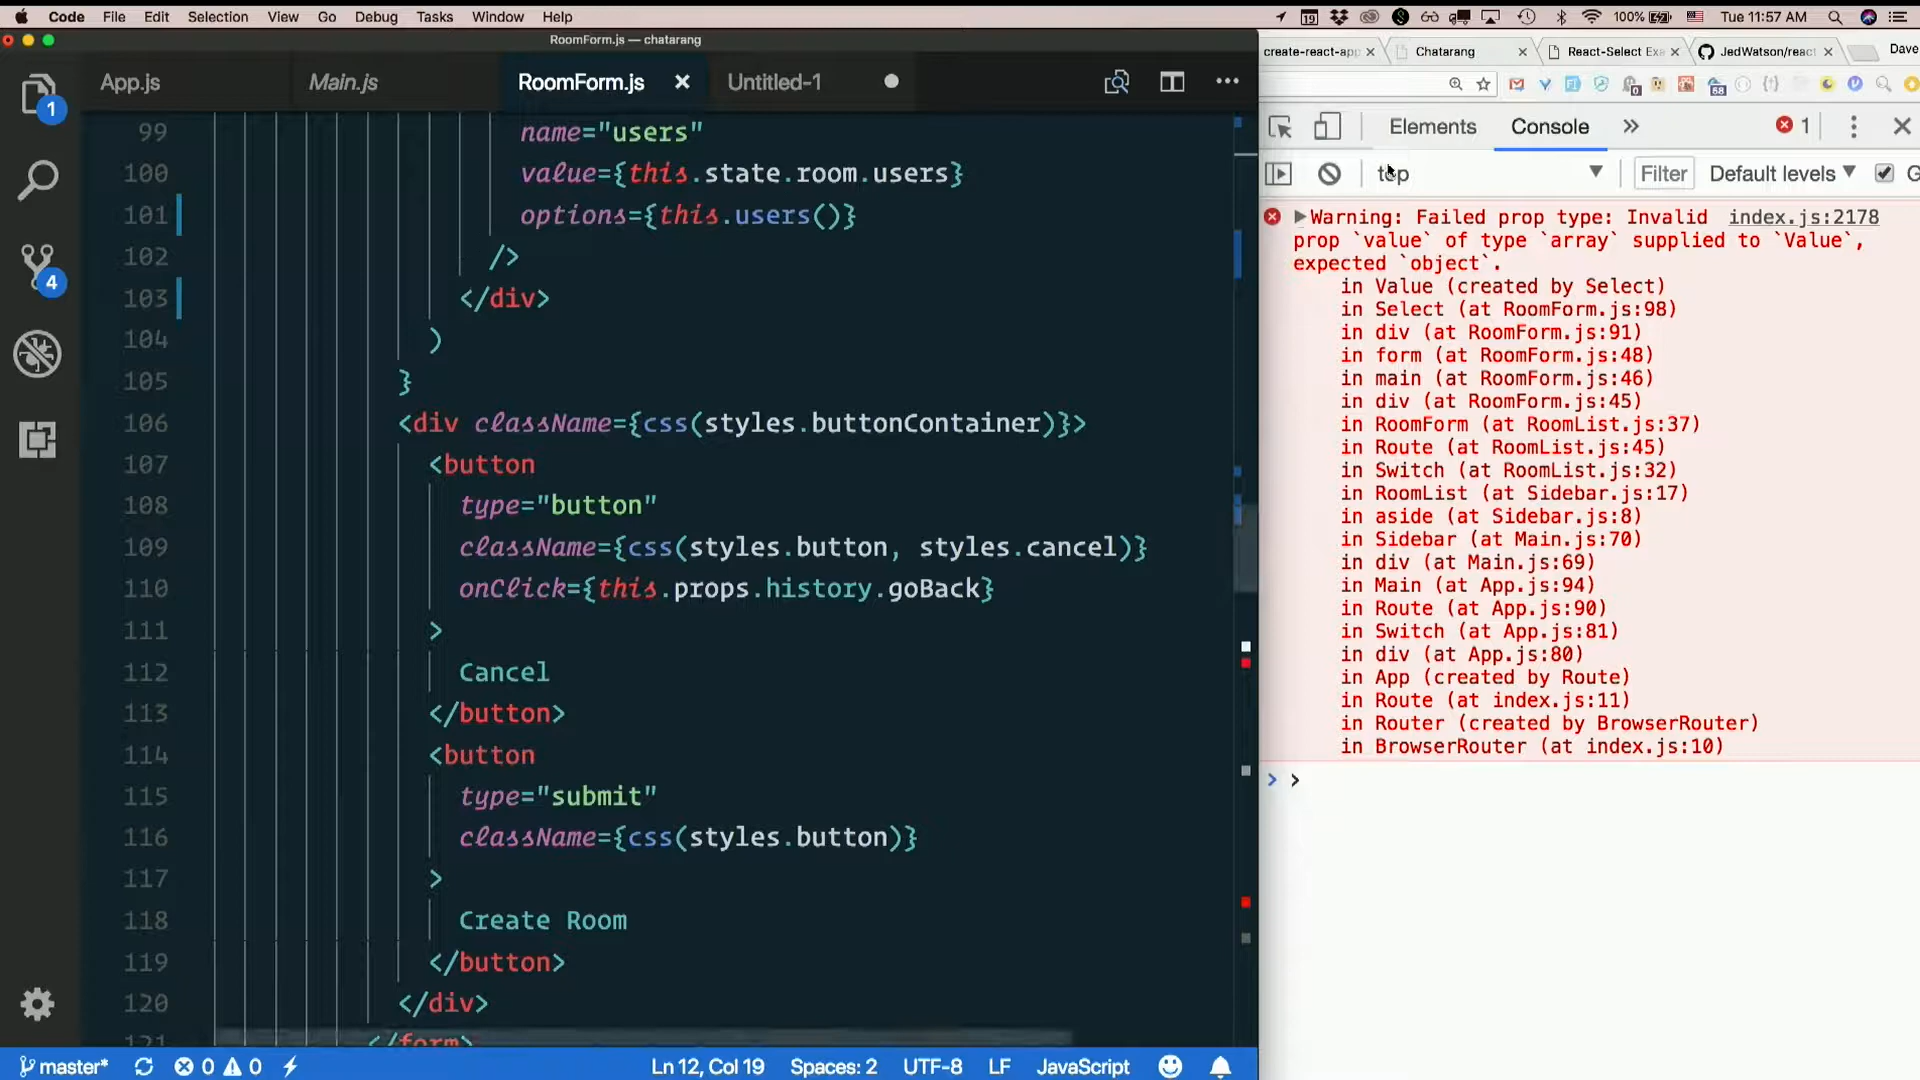 Code File Edit Selection View Go Debug Tasks Window Help
19 100% Tue 11:57 AM
RoomForm.js — chatarang
App.js Main.js RoomForm.js Untitled-1
1
4
99 name="users"
100 value={this.state.room.users}
101 options={this.users()}
102 />
103 </div>
104 )
105 }
106 <div className={css(styles.buttonContainer)}>
107 <button
108 type="button"
109 className={css(styles.button, styles.cancel)}
110 onClick={this.props.history.goBack}
111 >
112 Cancel
113 </button>
114 <button
115 type="submit"
116 className={css(styles.button)}
117 >
118 Create Room
119 </button>
120 </div>
121 </form>
master* 0 0 Ln 12, Col 19 Spaces: 2 UTF-8 LF JavaScript
create-react-app Chatarang React-Select Exa JedWatson/react Dave
0 68
Elements Console » 1
top Filter Default levels G
Warning: Failed prop type: Invalid index.js:2178
prop `value` of type `array` supplied to `Value`,
expected `object`.
in Value (created by Select)
in Select (at RoomForm.js:98)
in div (at RoomForm.js:91)
in form (at RoomForm.js:48)
in main (at RoomForm.js:46)
in div (at RoomForm.js:45)
in RoomForm (at RoomList.js:37)
in Route (at RoomList.js:45)
in Switch (at RoomList.js:32)
in RoomList (at Sidebar.js:17)
in aside (at Sidebar.js:8)
in Sidebar (at Main.js:70)
in div (at Main.js:69)
in Main (at App.js:94)
in Route (at App.js:90)
in Switch (at App.js:81)
in div (at App.js:80)
in App (created by Route)
in Route (at index.js:11)
in Router (created by BrowserRouter)
in BrowserRouter (at index.js:10)
> >